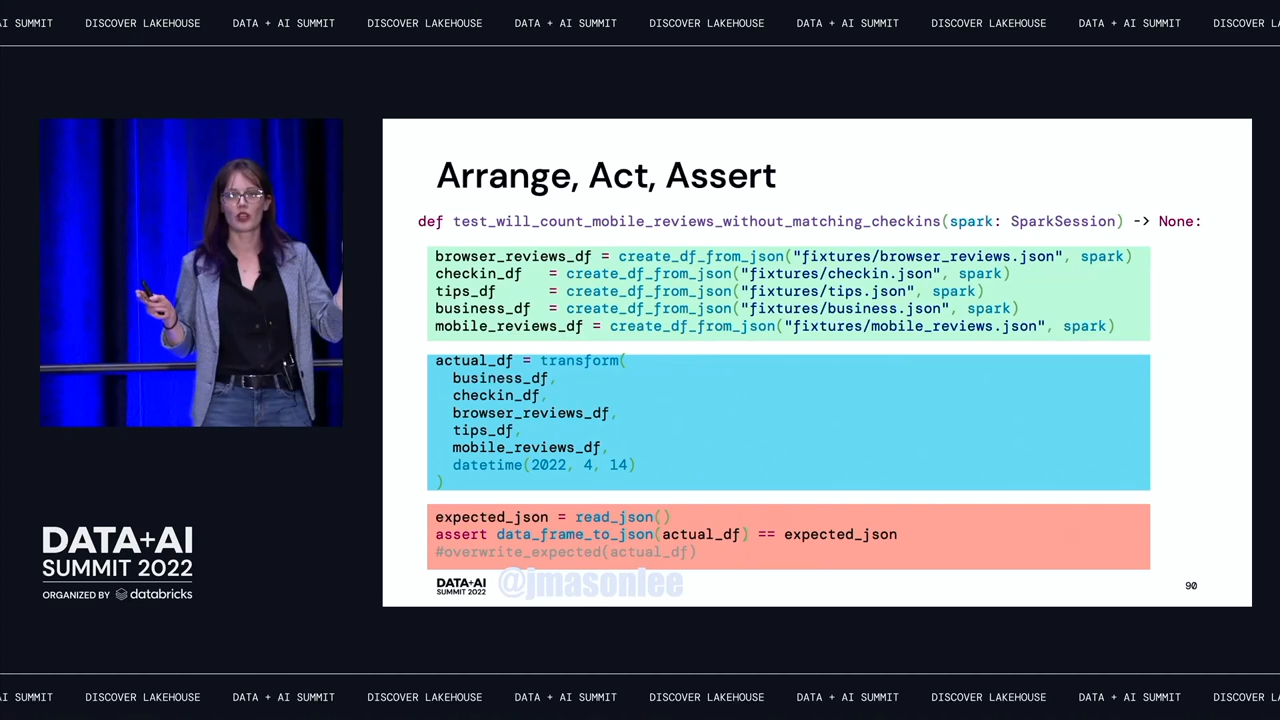 AI SUMMIT DISCOVER LAKEHOUSE DATA + AI SUMMIT DISCOVER LAKEHOUSE DATA + AI SUMMIT DISCOVER LAKEHOUSE DATA + AI SUMMIT DISCOVER LAKEHOUSE DATA + AI SUMMIT DISCOVER
Arrange, Act, Assert
def test_will_count_mobile_reviews_without_matching_checkins(spark: SparkSession) -> None:
browser_reviews_df = create_df_from_json("fixtures/browser_reviews.json", spark)
checkin_df = create_df_from_json("fixtures/checkin.json", spark)
tips_df = create_df_from_json("fixtures/tips.json", spark)
business_df = create_df_from_json("fixtures/business.json", spark)
mobile_reviews_df = create_df_from_json("fixtures/mobile_reviews.json", spark)
actual_df = transform(
business_df,
checkin_df,
browser_reviews_df,
tips_df,
mobile_reviews_df,
datetime(2022, 4, 14)
)
expected_json = read_json()
assert data_frame_to_json(actual_df) == expected_json
#overwrite_expected(actual_df)
DATA+AI
SUMMIT 2022
@jmasonlee
90
DATA+AI
SUMMIT 2022
ORGANIZED BY databricks
AI SUMMIT DISCOVER LAKEHOUSE DATA + AI SUMMIT DISCOVER LAKEHOUSE DATA + AI SUMMIT DISCOVER LAKEHOUSE DATA + AI SUMMIT DISCOVER LAKEHOUSE DATA + AI SUMMIT DISCOVER